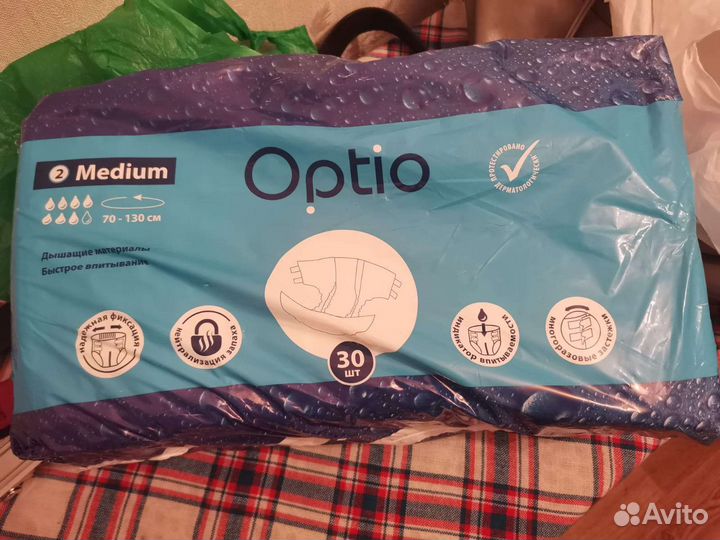 2 Medium
70 - 130 см
Дышащие материалы
Быстрое впитывание
Optio
ПРОТЕСТИРОВАНО
ДЕРМАТОЛОГИЧЕСКИ
надежная фиксация
нейтрализация запаха
30
шт
индикатор впитываемости
многоразовые застежки
Avito